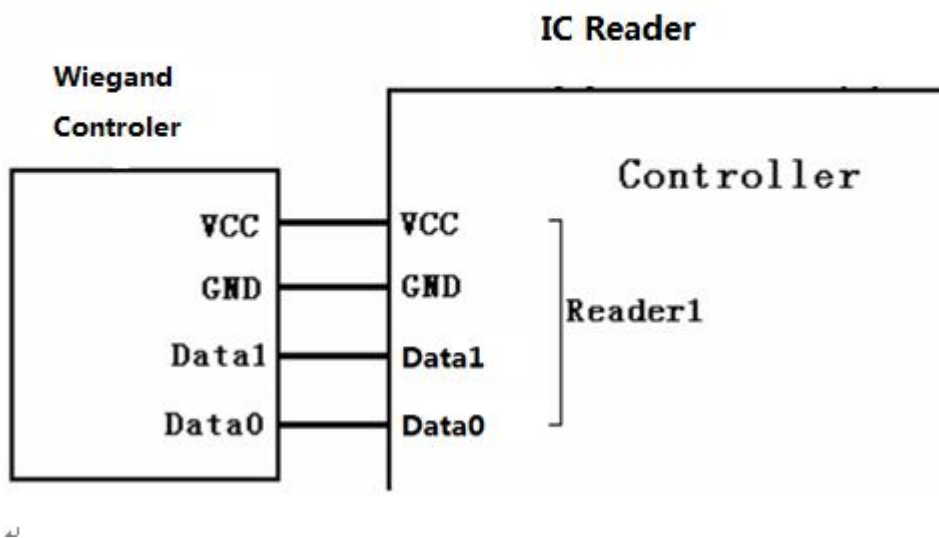 IC Reader
Wiegand
Controler
Controller
VCC VCC
GND GND
Reader1
Data1 Data1
Data0 Data0